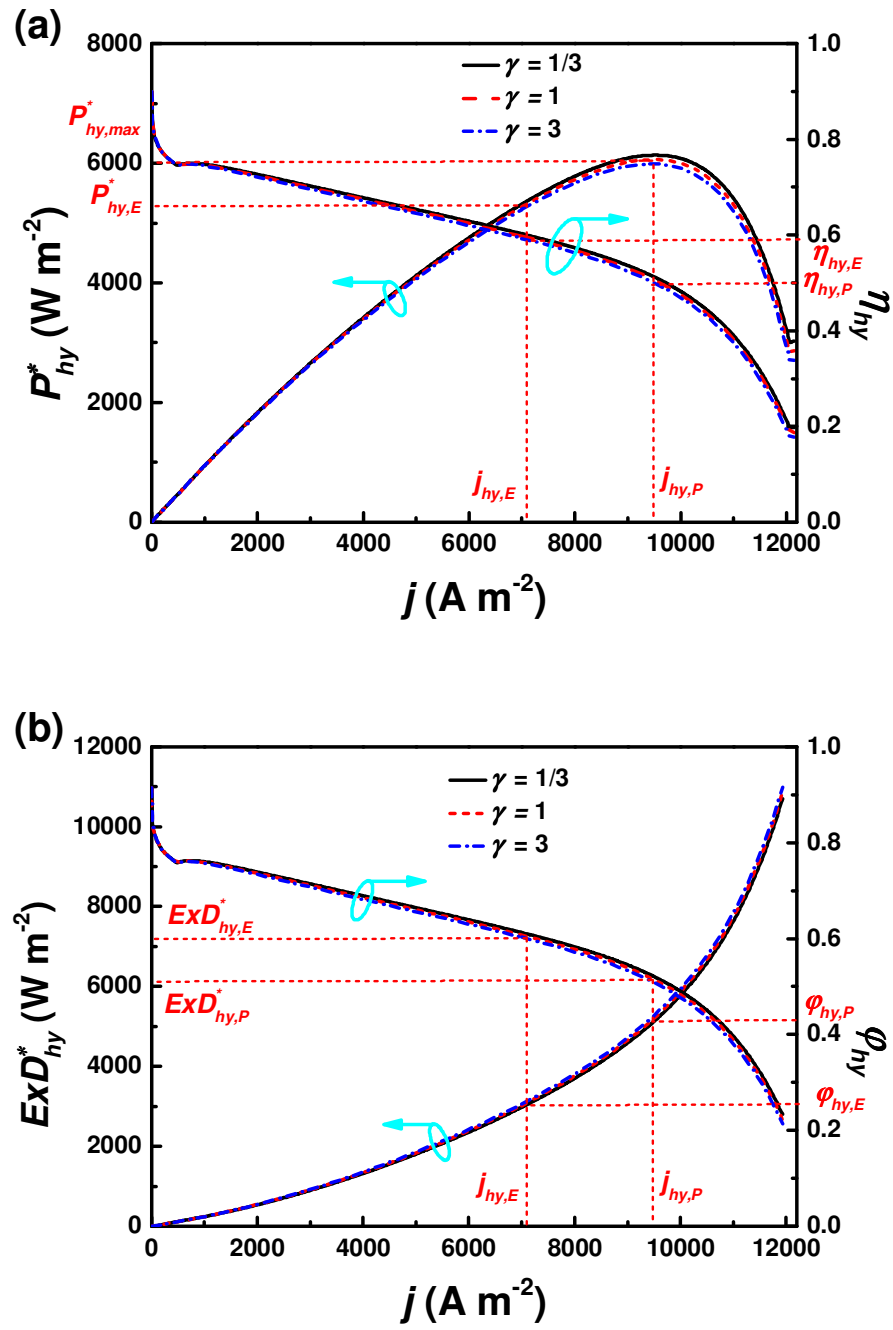 (a)
8000
6000
4000
2000
0
P*hy (W m-2)
1.0
0.8
0.6
0.4
0.2
0.0
ηhy
γ = 1/3
γ = 1
γ = 3
P*hy,max
P*hy,E
ηhy,E
ηhy,P
jhy,E
jhy,P
0 2000 4000 6000 8000 10000 12000
j (A m-2)
(b)
12000
10000
8000
6000
4000
2000
0
ExD*hy (W m-2)
1.0
0.8
0.6
0.4
0.2
0.0
φhy
γ = 1/3
γ = 1
γ = 3
ExD*hy,E
ExD*hy,P
φhy,P
φhy,E
jhy,E
jhy,P
0 2000 4000 6000 8000 10000 12000
j (A m-2)